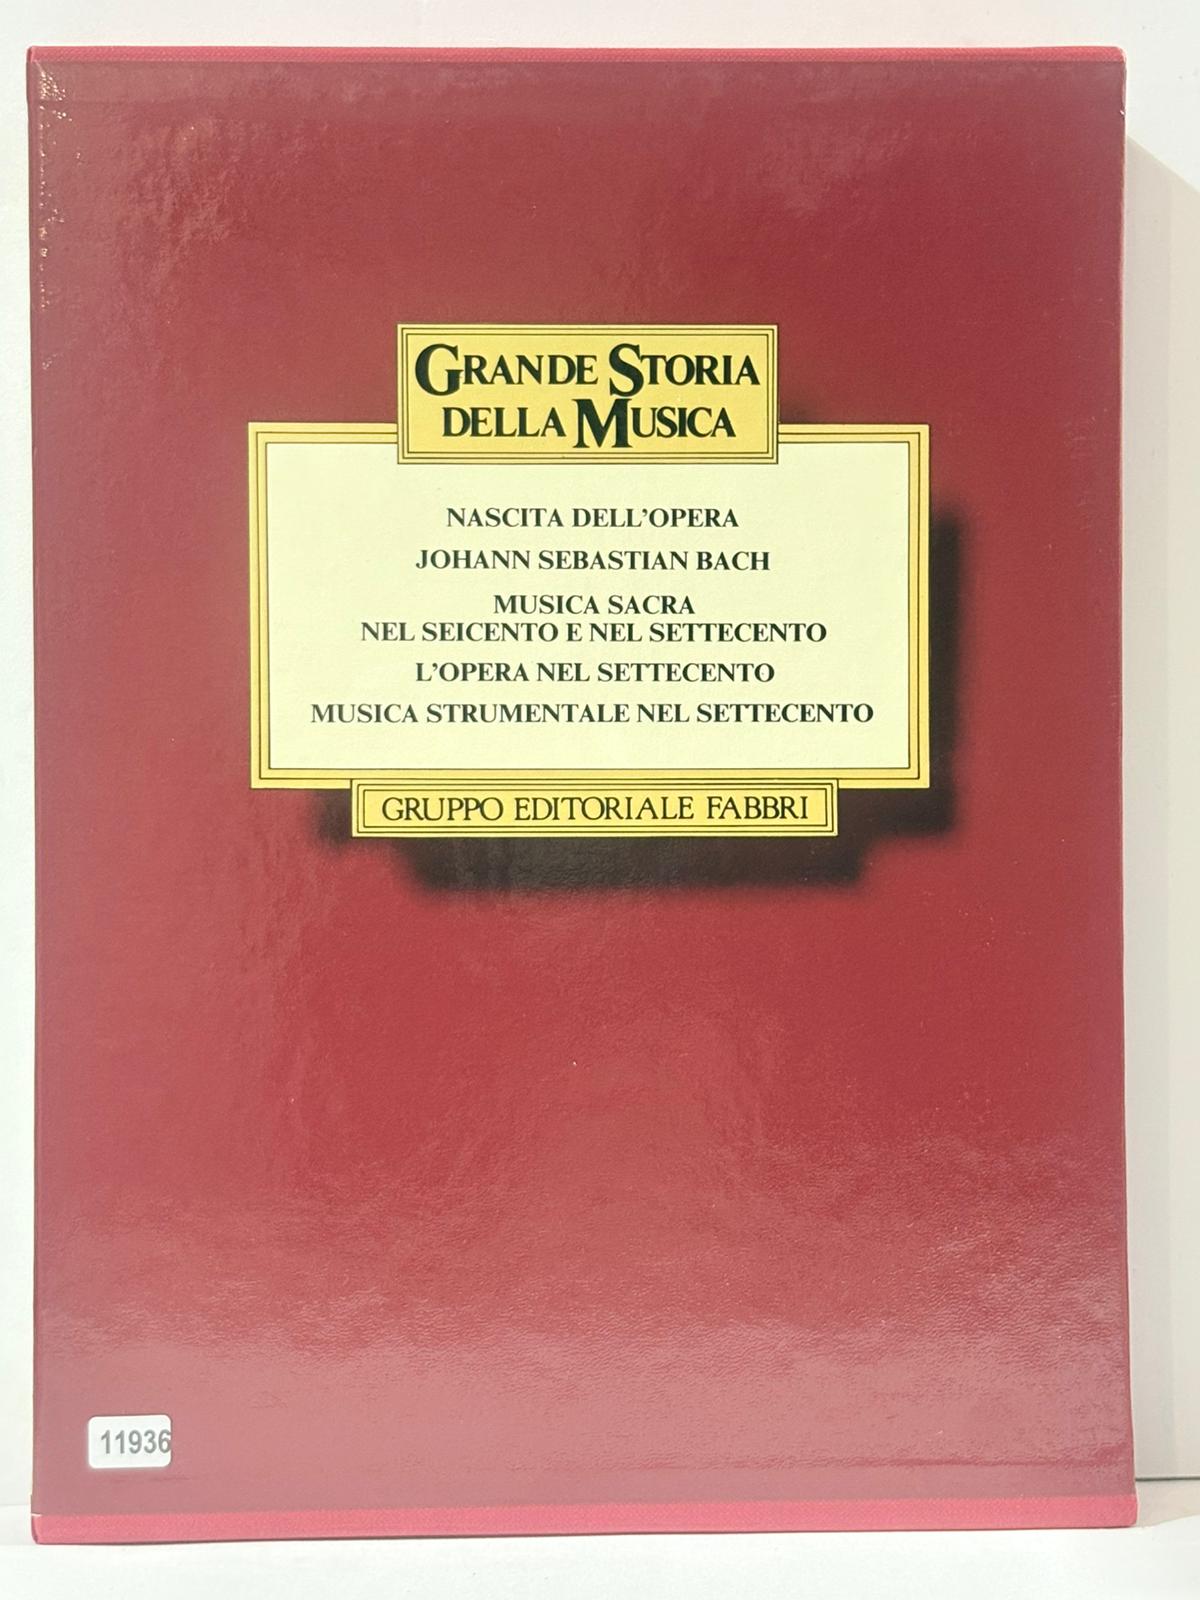 GRANDE STORIA
DELLA MUSICA
NASCITA DELL'OPERA
JOHANN SEBASTIAN BACH
MUSICA SACRA
NEL SEICENTO E NEL SETTECENTO
L'OPERA NEL SETTECENTO
MUSICA STRUMENTALE NEL SETTECENTO
GRUPPO EDITORIALE FABBRI
11936